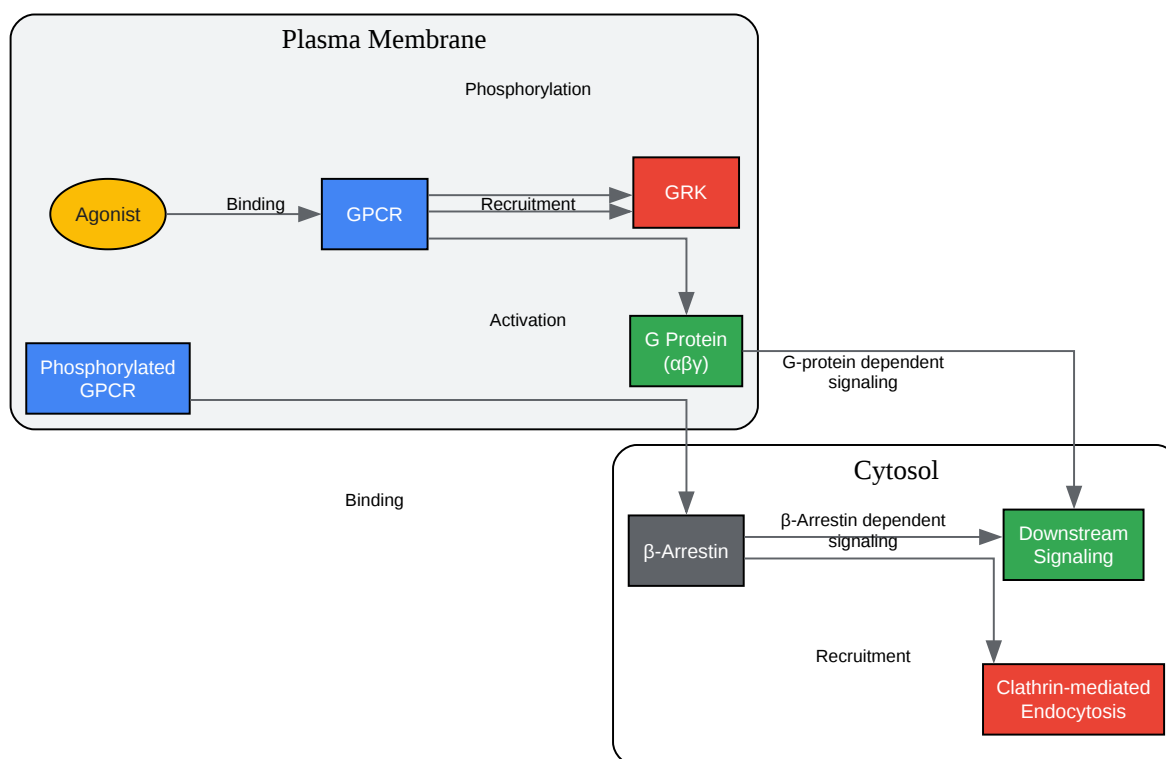 Plasma Membrane
Phosphorylation
Agonist
Binding
GPCR
Recruitment
GRK
Activation
G Protein
(αβγ)
Phosphorylated
GPCR
G-protein dependent
signaling
Binding
Cytosol
β-Arrestin
β-Arrestin dependent
signaling
Downstream
Signaling
Recruitment
Clathrin-mediated
Endocytosis